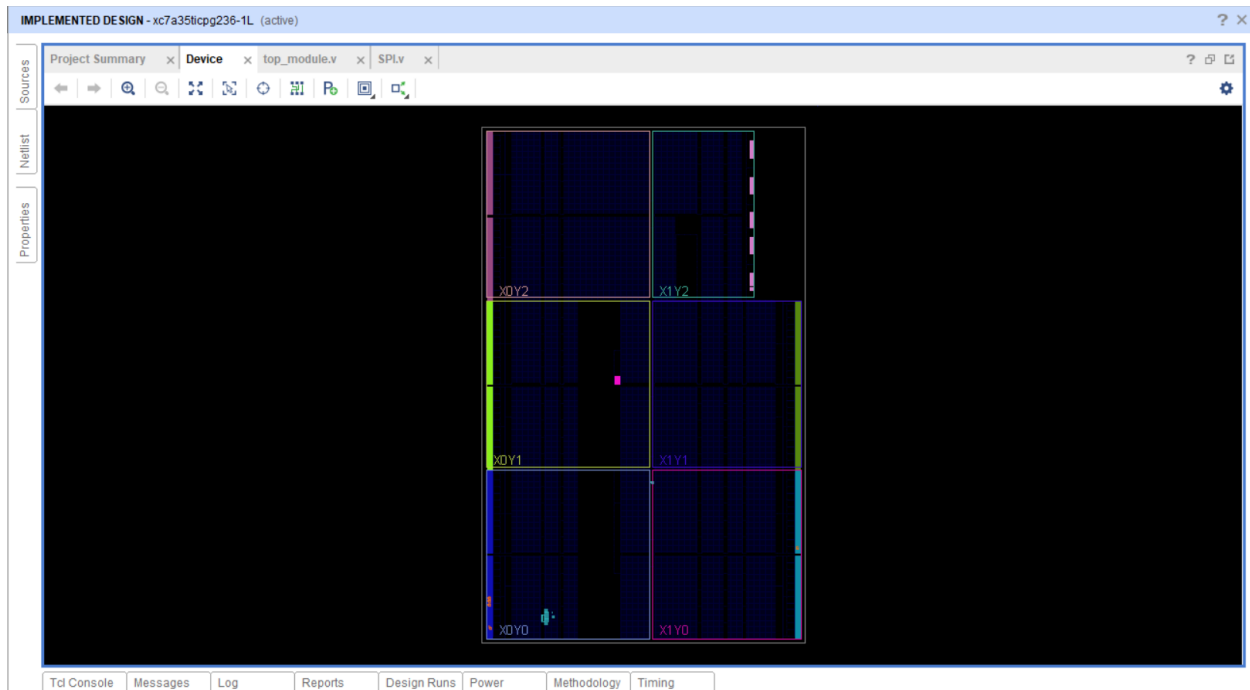 IMPLEMENTED DESIGN - xc7a35ticpg236-1L (active)
? ×
Sources
Netlist
Properties
Project Summary × Device × top_module.v × SPI.v ×
?
X0Y2 X1Y2
X0Y1 X1Y1
X0Y0 X1Y0
Tcl Console Messages Log Reports Design Runs Power Methodology Timing